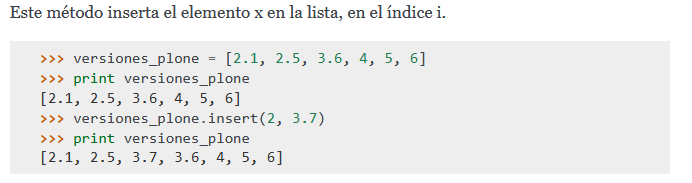 Este método inserta el elemento x en la lista, en el índice i.
>>> versiones_plone = [2.1, 2.5, 3.6, 4, 5, 6]
>>> print versiones_plone
[2.1, 2.5, 3.6, 4, 5, 6]
>>> versiones_plone.insert(2, 3.7)
>>> print versiones_plone
[2.1, 2.5, 3.7, 3.6, 4, 5, 6]